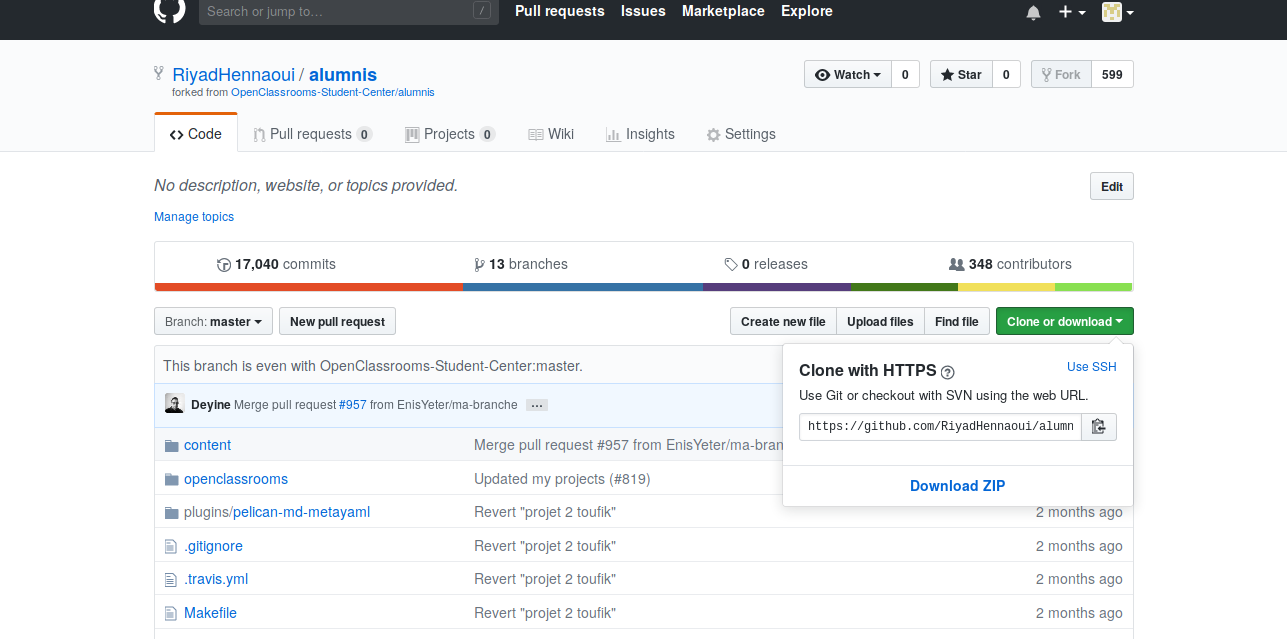 Search or jump to... /
Pull requests Issues Marketplace Explore
RiyadHennaoui / alumnis
forked from OpenClassrooms-Student-Center/alumnis
Watch 0 Star 0 Fork 599
Code Pull requests 0 Projects 0 Wiki Insights Settings
No description, website, or topics provided.
Edit
Manage topics
17,040 commits 13 branches 0 releases 348 contributors
Branch: master New pull request Create new file Upload files Find file Clone or download
This branch is even with OpenClassrooms-Student-Center:master.
Clone with HTTPS ? Use SSH
Use Git or checkout with SVN using the web URL.
https://github.com/RiyadHennaoui/alumn
Download ZIP
Deyine Merge pull request #957 from EnisYeter/ma-branche ...
content Merge pull request #957 from EnisYeter/ma-bran
openclassrooms Updated my projects (#819)
plugins/pelican-md-metayaml Revert "projet 2 toufik" 2 months ago
.gitignore Revert "projet 2 toufik" 2 months ago
.travis.yml Revert "projet 2 toufik" 2 months ago
Makefile Revert "projet 2 toufik" 2 months ago